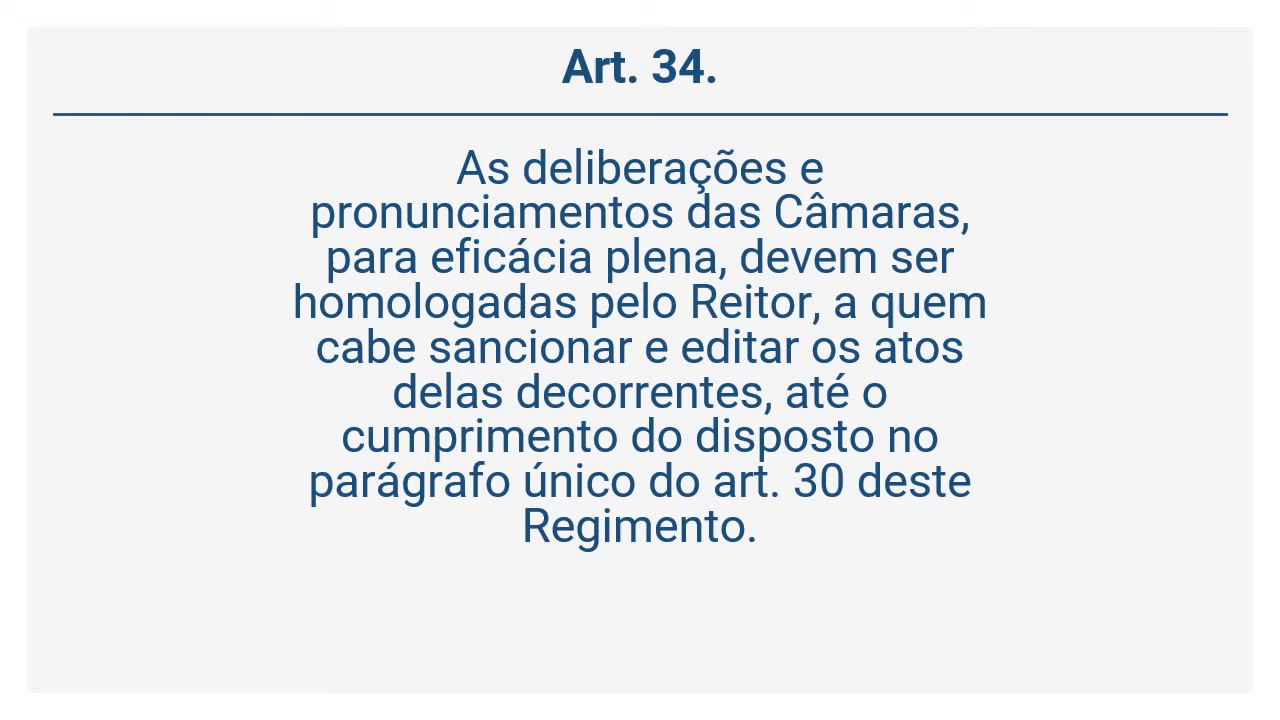 Art. 34.
As deliberações e
pronunciamentos das Câmaras,
para eficácia plena, devem ser
homologadas pelo Reitor, a quem
cabe sancionar e editar os atos
delas decorrentes, até o
cumprimento do disposto no
parágrafo único do art. 30 deste
Regimento.